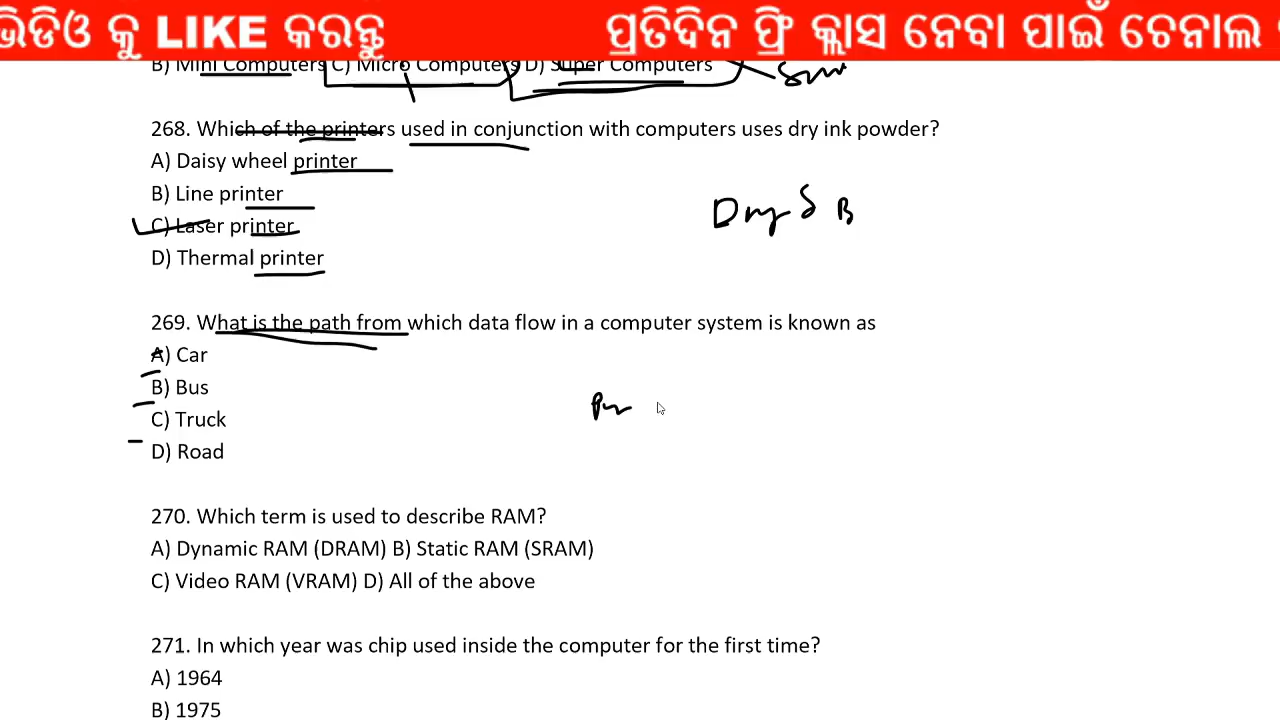 ଭିଡିଓ କୁ LIKE କରନ୍ତୁ ପ୍ରତିଦିନ ଫ୍ରି କ୍ଲାସ ନେବା ପାଇଁ ଚେନାଲ
B) Mini Computers C) Micro Computers D) Super Computers
268. Which of the printers used in conjunction with computers uses dry ink powder?
A) Daisy wheel printer
B) Line printer
C) Laser printer
D) Thermal printer
269. What is the path from which data flow in a computer system is known as
A) Car
B) Bus
C) Truck
D) Road
270. Which term is used to describe RAM?
A) Dynamic RAM (DRAM) B) Static RAM (SRAM)
C) Video RAM (VRAM) D) All of the above
271. In which year was chip used inside the computer for the first time?
A) 1964
B) 1975